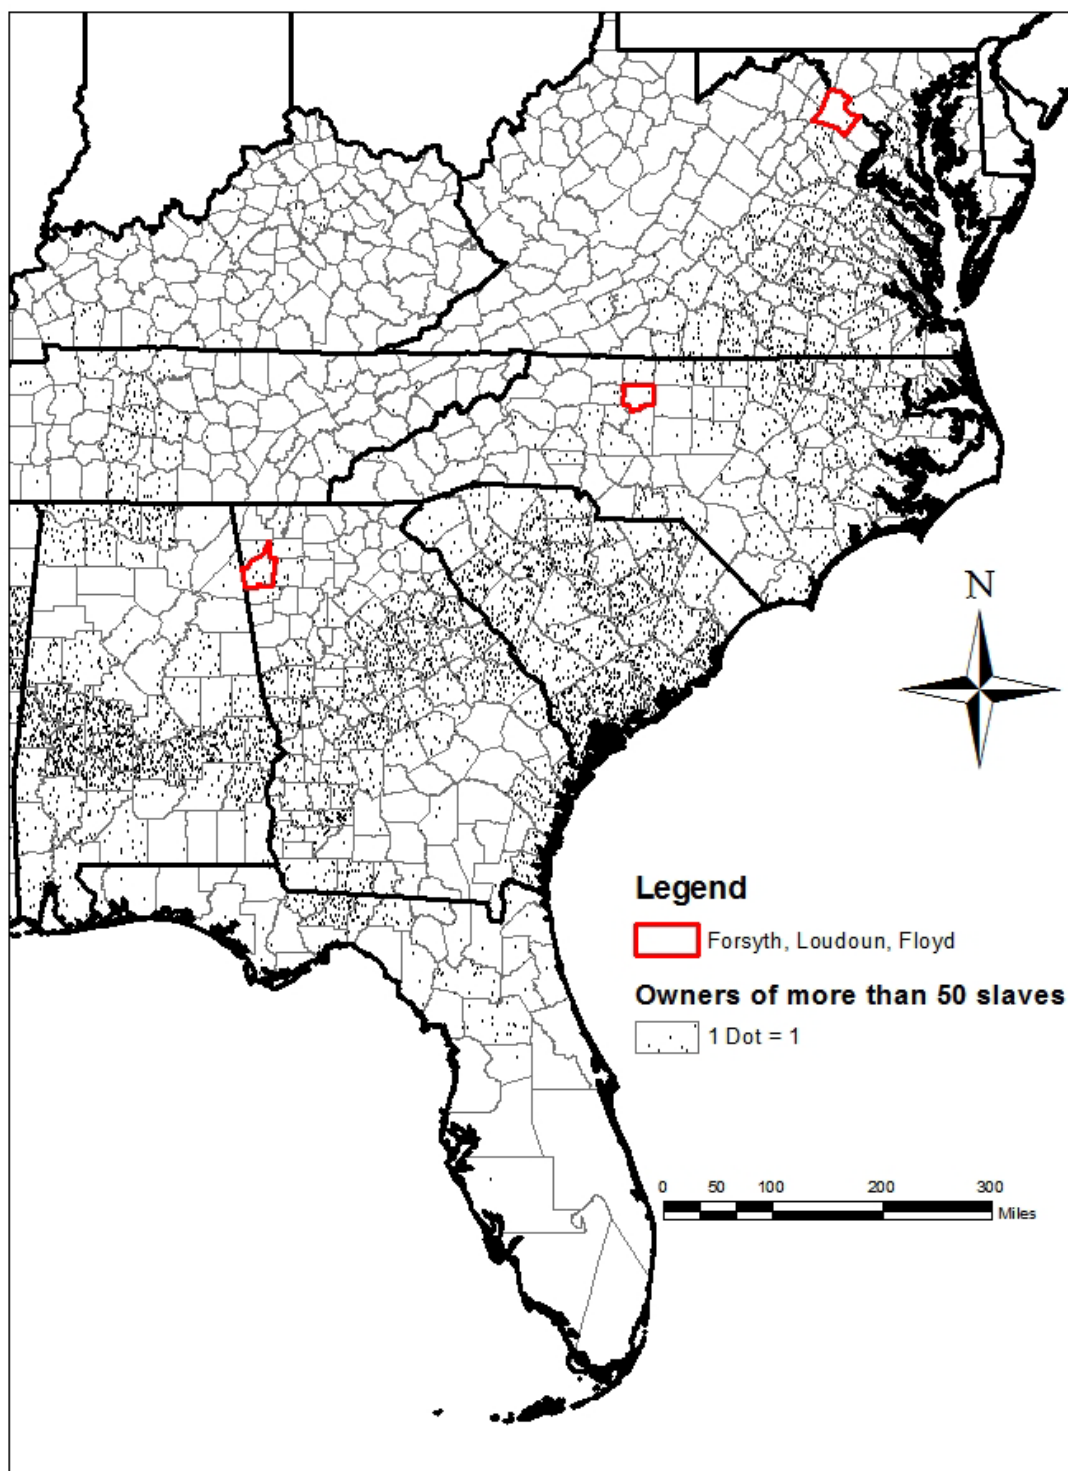 N
Legend
Forsyth, Loudoun, Floyd
Owners of more than 50 slaves
1 Dot = 1
0 50 100 200 300
Miles